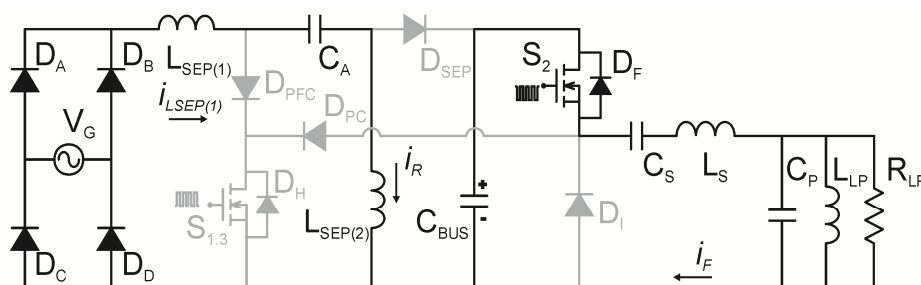 D_A
D_B
L_SEP(1)
C_A
D_SEP
S_2
D_F
i_LSEP(1)
D_PFC
V_G
D_PC
i_R
C_S
L_S
C_P
L_LP
R_LP
D_H
S_1.3
L_SEP(2)
C_BUS
+
-
D_I
D_C
D_D
i_F